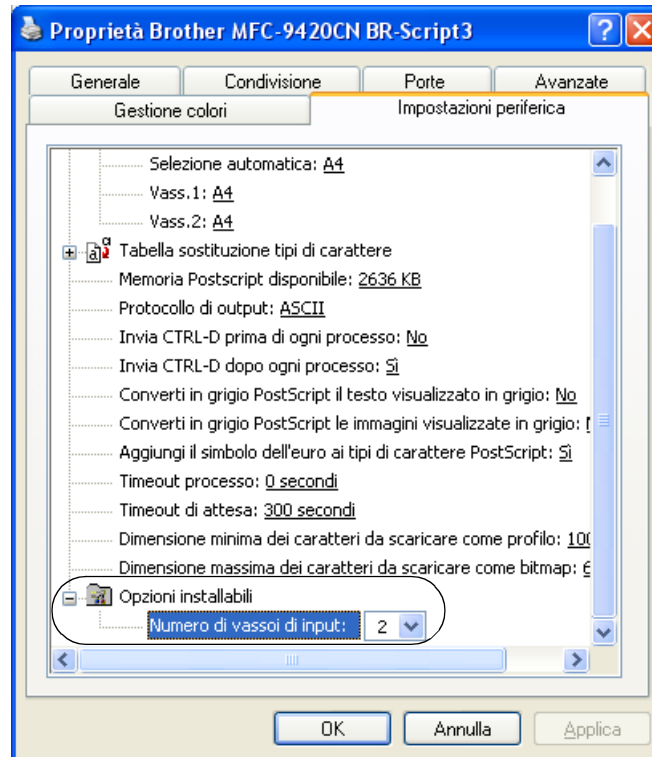 Proprietà Brother MFC-9420CN BR-Script3
Generale Condivisione Porte Avanzate
Gestione colori Impostazioni periferica
Selezione automatica: A4
Vass.1: A4
Vass.2: A4
Tabella sostituzione tipi di carattere
Memoria Postscript disponibile: 2636 KB
Protocollo di output: ASCII
Invia CTRL-D prima di ogni processo: No
Invia CTRL-D dopo ogni processo: Sì
Converti in grigio PostScript il testo visualizzato in grigio: No
Converti in grigio PostScript le immagini visualizzate in grigio:
Aggiungi il simbolo dell'euro ai tipi di carattere PostScript: Sì
Timeout processo: 0 secondi
Timeout di attesa: 300 secondi
Dimensione minima dei caratteri da scaricare come profilo: 100
Dimensione massima dei caratteri da scaricare come bitmap: 6
Opzioni installabili
Numero di vassoi di input: 2
OK Annulla Applica